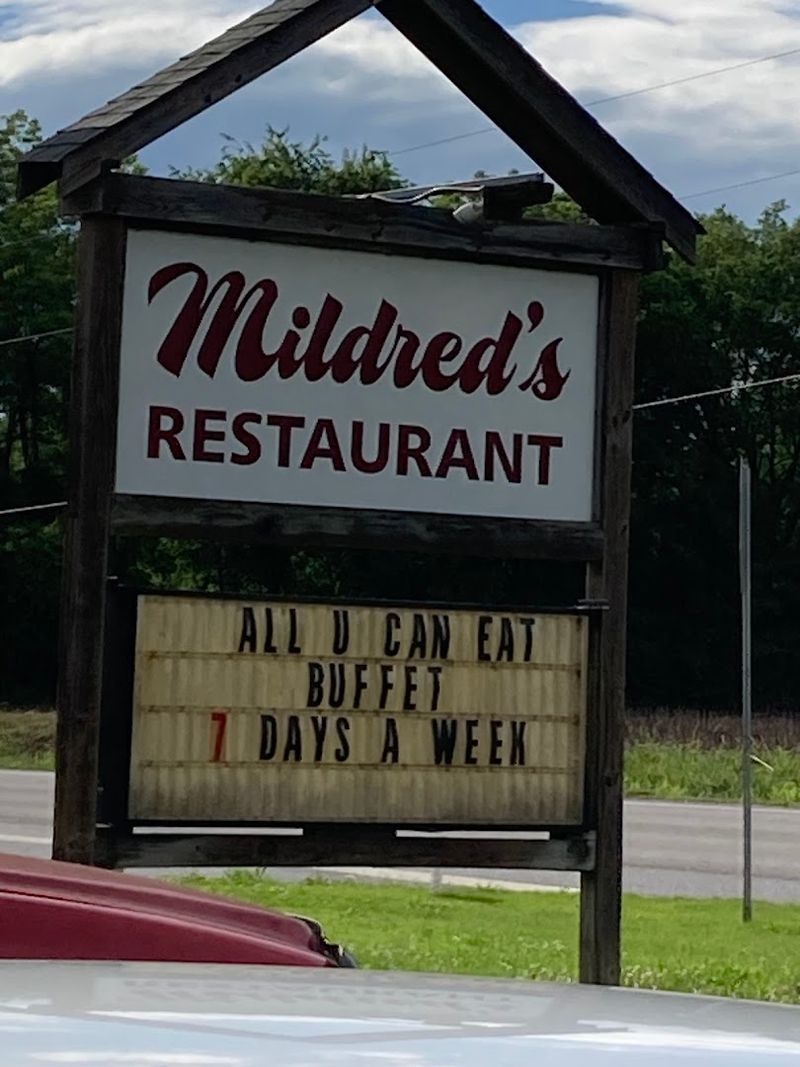 Mildred's
RESTAURANT
ALL U CAN EAT
BUFFET
7 DAYS A WEEK